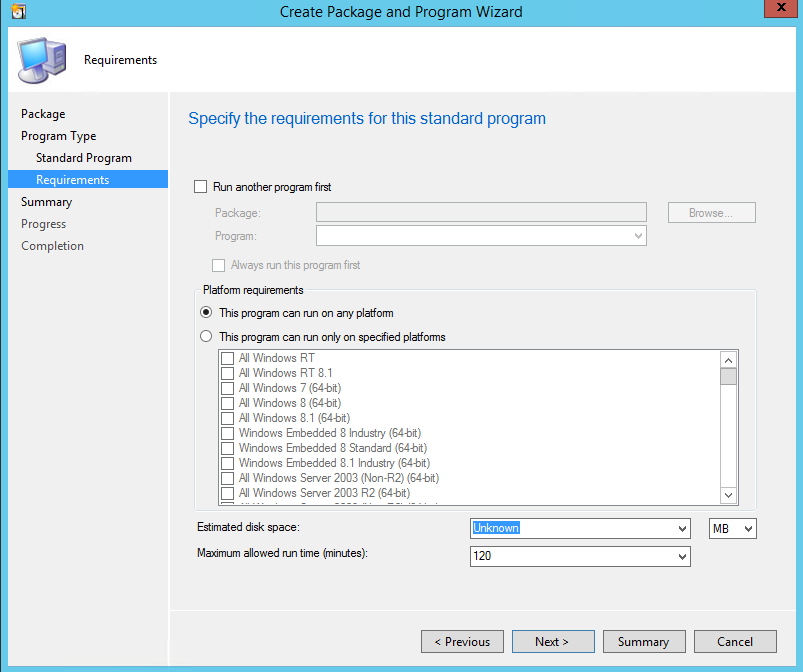 Create Package and Program Wizard
x
Requirements
Package
Program Type
Standard Program
Requirements
Summary
Progress
Completion
Specify the requirements for this standard program
Run another program first
Package:
Browse...
Program:
Always run this program first
Platform requirements
This program can run on any platform
This program can run only on specified platforms
All Windows RT
All Windows RT 8.1
All Windows 7 (64-bit)
All Windows 8 (64-bit)
All Windows 8.1 (64-bit)
Windows Embedded 8 Industry (64-bit)
Windows Embedded 8 Standard (64-bit)
Windows Embedded 8.1 Industry (64-bit)
All Windows Server 2003 (Non-R2) (64-bit)
All Windows Server 2003 R2 (64-bit)
Estimated disk space: Unknown MB
Maximum allowed run time (minutes): 120
< Previous Next > Summary Cancel